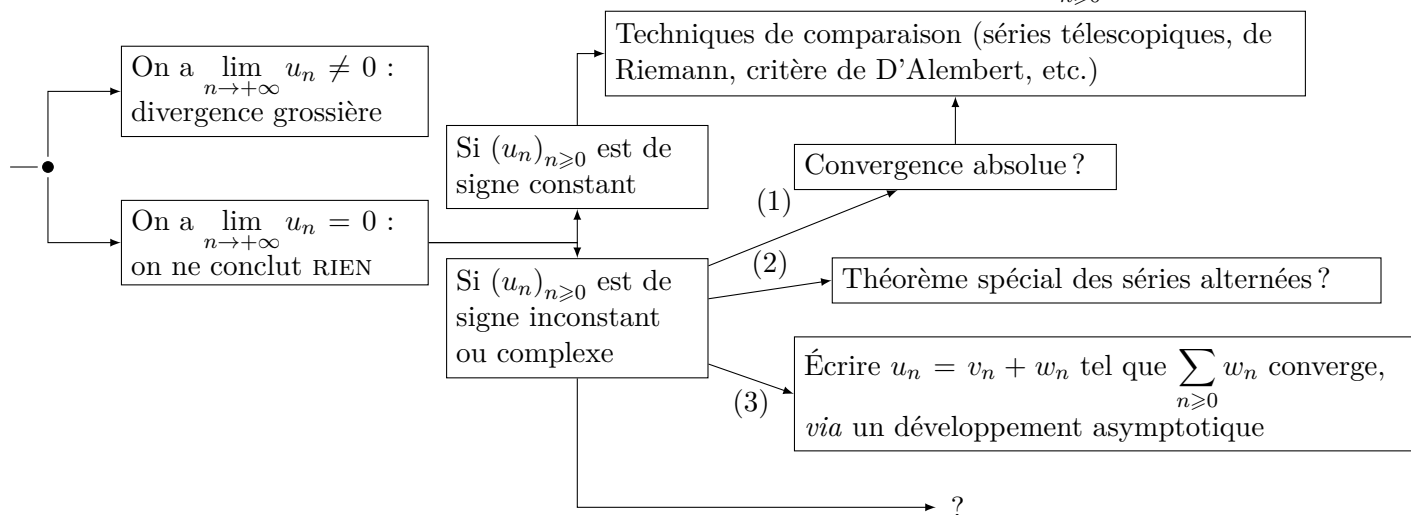 n⩾0
Techniques de comparaison (séries télescopiques, de
Riemann, critère de D'Alembert, etc.)
On a lim u_n ≠ 0 :
n→+∞
divergence grossière
Si (u_n)_{n⩾0} est de
signe constant
Convergence absolue ?
(1)
On a lim u_n = 0 :
n→+∞
on ne conclut RIEN
Si (u_n)_{n⩾0} est de
signe inconstant
ou complexe
(2)
Théorème spécial des séries alternées ?
(3)
Écrire u_n = v_n + w_n tel que ∑ w_n converge,
n⩾0
via un développement asymptotique
?